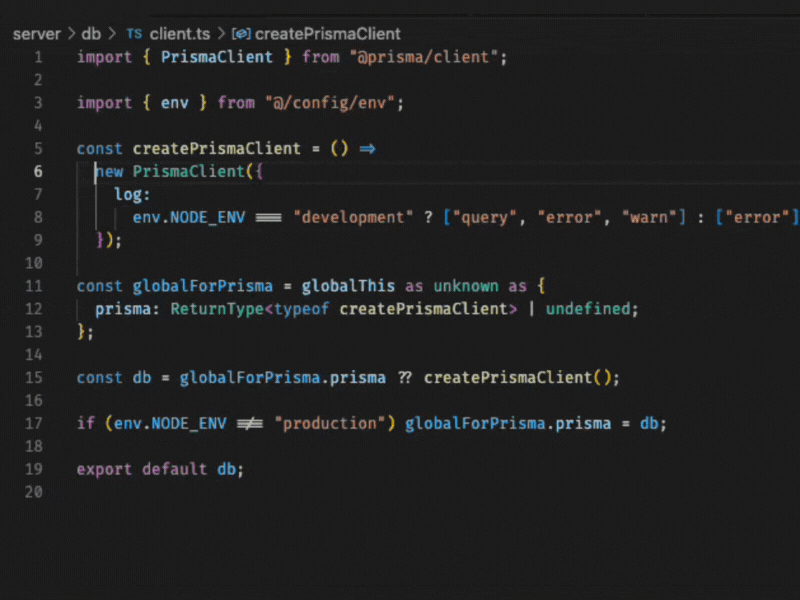 server > db > TS client.ts > createPrismaClient
1 import { PrismaClient } from "@prisma/client";
2
3 import { env } from "@/config/env";
4
5 const createPrismaClient = () =>
6 new PrismaClient({
7 log:
8 env.NODE_ENV === "development" ? ["query", "error", "warn"] : ["error"]
9 });
10
11 const globalForPrisma = globalThis as unknown as {
12 prisma: ReturnType<typeof createPrismaClient> | undefined;
13 };
14
15 const db = globalForPrisma.prisma ?? createPrismaClient();
16
17 if (env.NODE_ENV !== "production") globalForPrisma.prisma = db;
18
19 export default db;
20